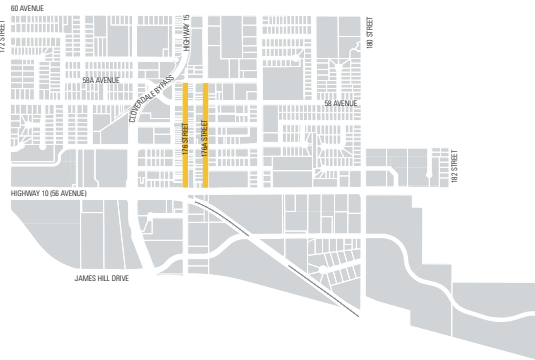 60 AVENUE
172 STREET
HIGHWAY 15
180 STREET
58A AVENUE
CLOVERDALE BYPASS
58 AVENUE
176 STREET
176A STREET
182 STREET
HIGHWAY 10 (56 AVENUE)
JAMES HILL DRIVE